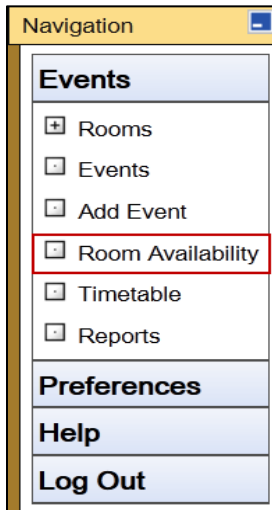 Navigation
Events
Rooms
Events
Add Event
Room Availability
Timetable
Reports
Preferences
Help
Log Out